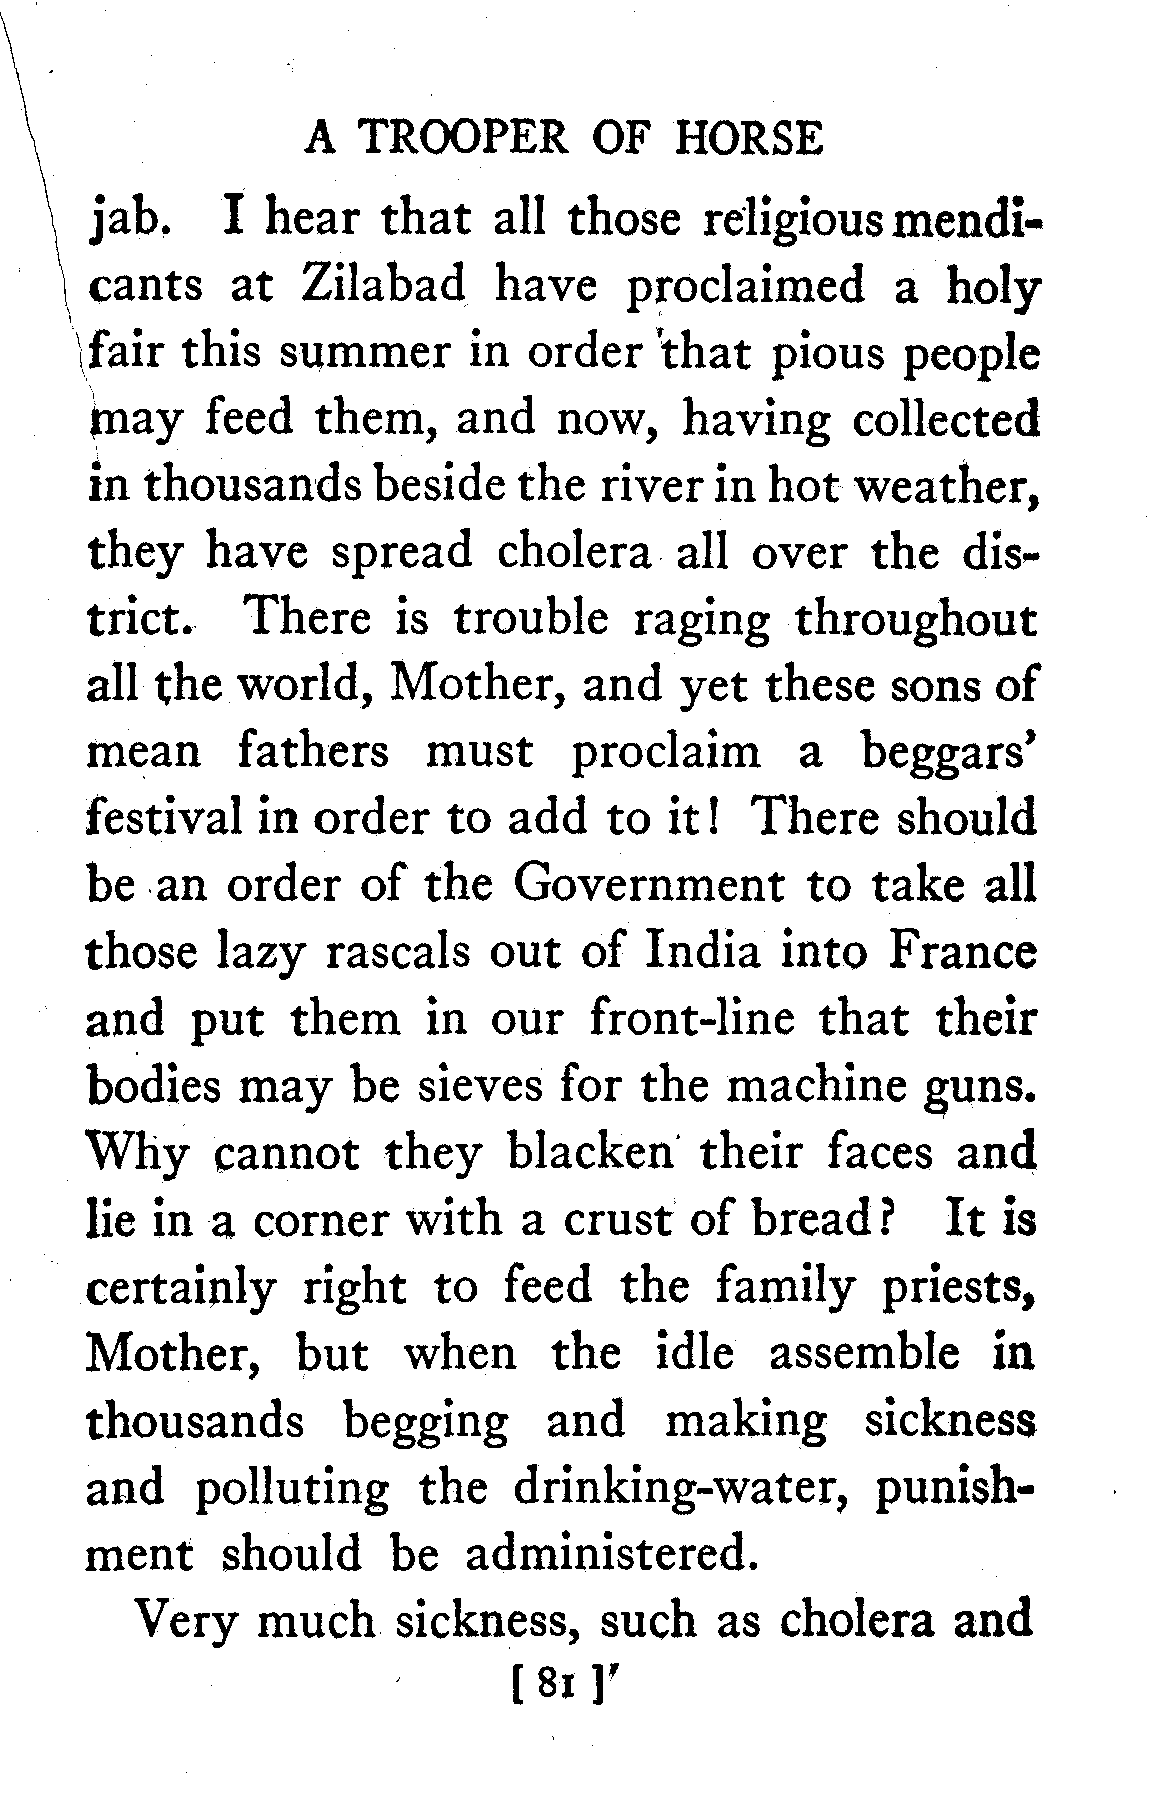 A TROOPER OF HORSE
jab. I hear that all those religious mendi-
cants at Zilabad have proclaimed a holy
fair this summer in order that pious people
may feed them, and now, having collected
in thousands beside the river in hot weather,
they have spread cholera all over the dis-
trict. There is trouble raging throughout
all the world, Mother, and yet these sons of
mean fathers must proclaim a beggars'
festival in order to add to it! There should
be an order of the Government to take all
those lazy rascals out of India into France
and put them in our front-line that their
bodies may be sieves for the machine guns.
Why cannot they blacken their faces and
lie in a corner with a crust of bread? It is
certainly right to feed the family priests,
Mother, but when the idle assemble in
thousands begging and making sickness
and polluting the drinking-water, punish-
ment should be administered.
Very much sickness, such as cholera and
[ 81 ]